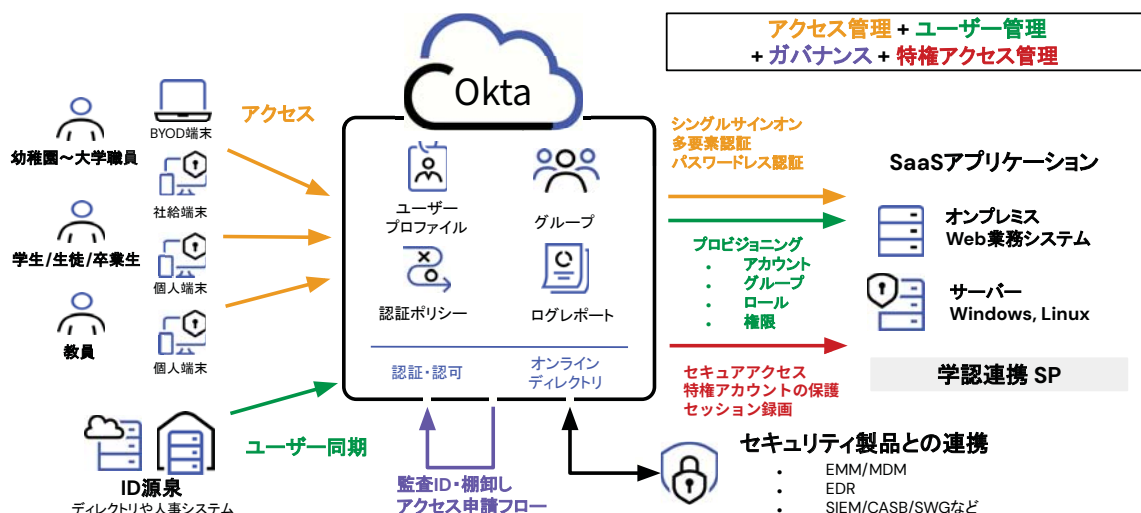 アクセス管理 + ユーザー管理
+ ガバナンス + 特権アクセス管理
Okta
アクセス
BYOD端末
幼稚園～大学職員
社給端末
学生/生徒/卒業生
個人端末
教員
個人端末
ユーザー
プロファイル
グループ
認証ポリシー
ログレポート
認証・認可
オンライン
ディレクトリ
シングルサインオン
多要素認証
パスワードレス認証
プロビジョニング
• アカウント
• グループ
• ロール
• 権限
セキュアアクセス
特権アカウントの保護
セッション録画
SaaSアプリケーション
オンプレミス
Web業務システム
サーバー
Windows, Linux
学認連携 SP
ユーザー同期
ID源泉
ディレクトリや人事システム
監査ID・棚卸し
アクセス申請フロー
セキュリティ製品との連携
• EMM/MDM
• EDR
• SIEM/CASB/SWGなど